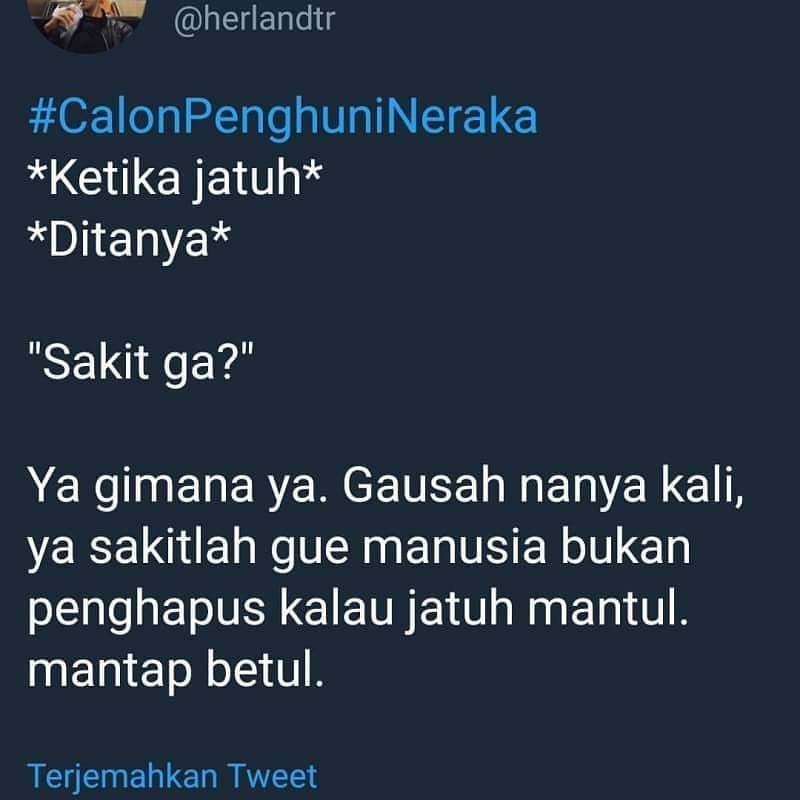 @herlandtr
#CalonPenghuniNeraka
*Ketika jatuh*
*Ditanya*
"Sakit ga?"
Ya gimana ya. Gausah nanya kali,
ya sakitlah gue manusia bukan
penghapus kalau jatuh mantul.
mantap betul.
Terjemahkan Tweet